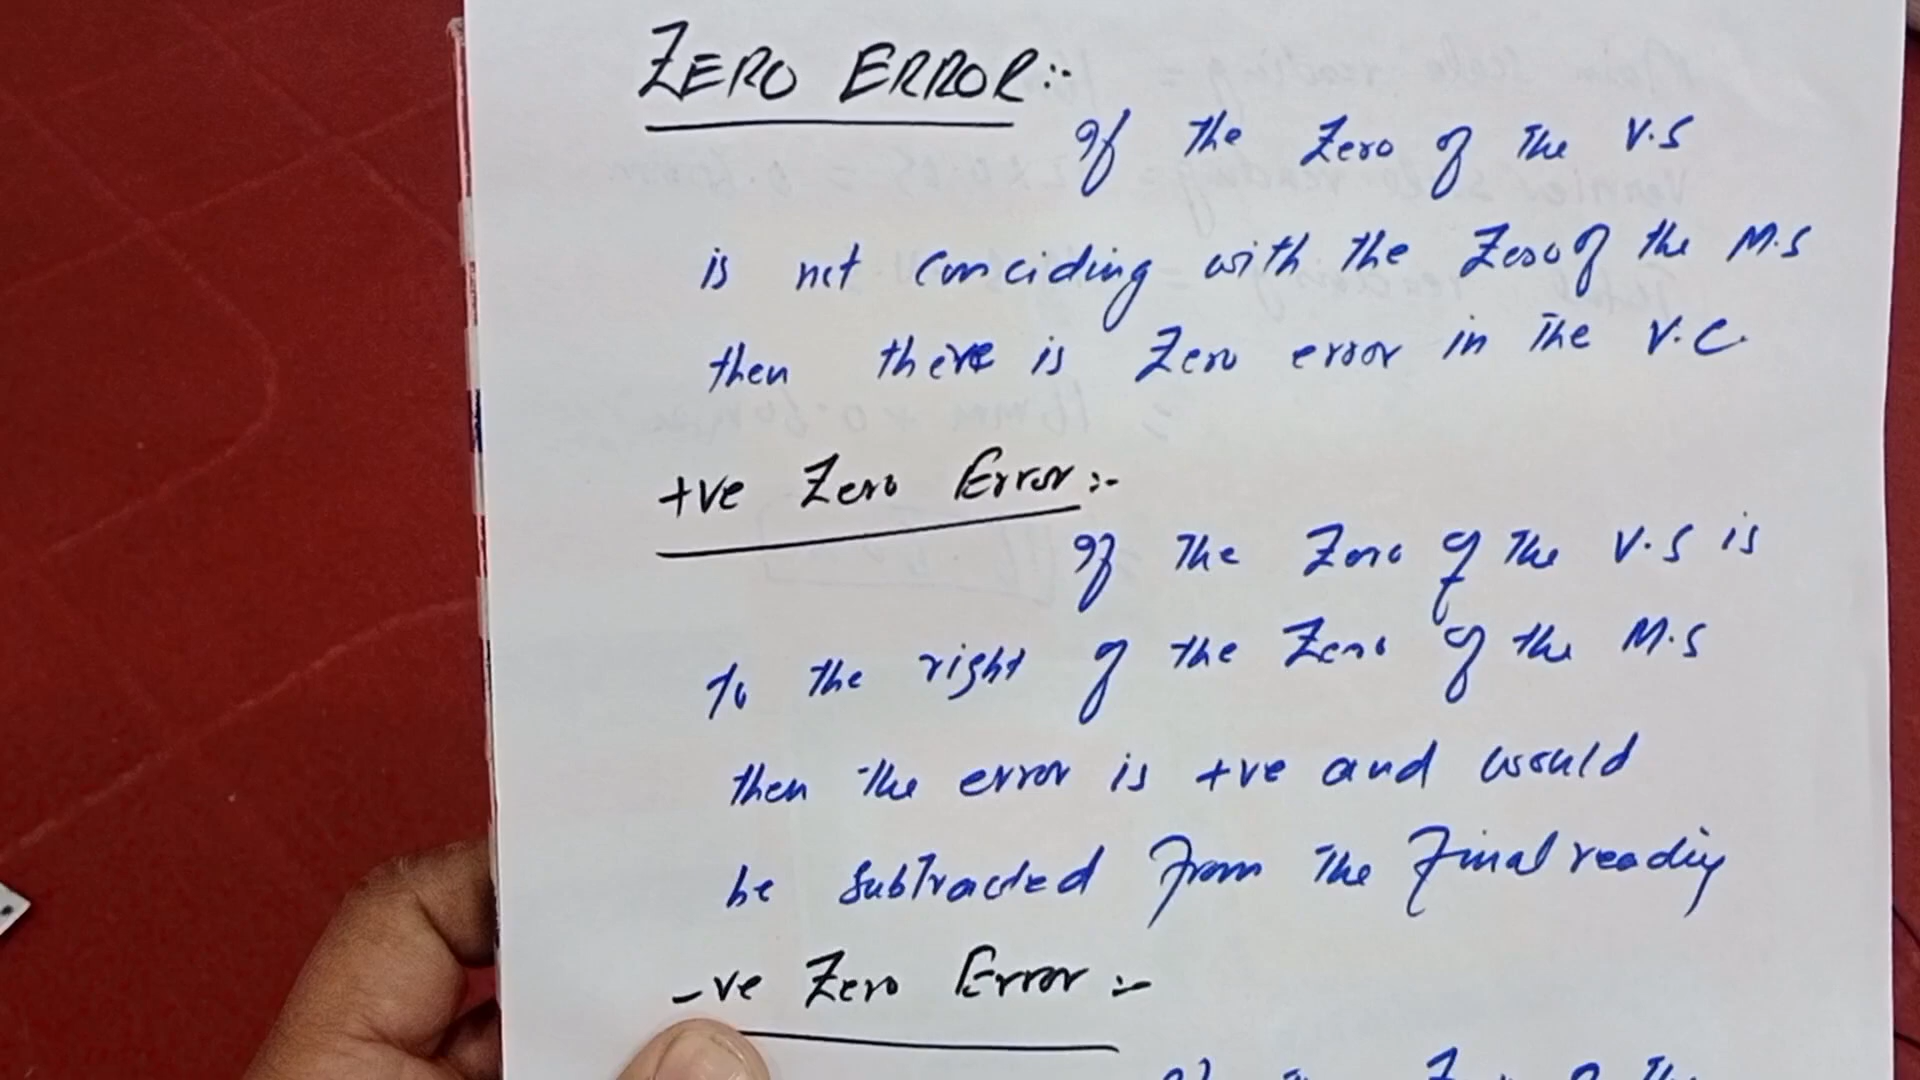 ZERO ERROR:-
If the Zero of The V.S
is not conciding with the Zero of the M.S
then there is Zero error in The V.C.
+ve Zero Error:-
If The Zero of The V.S is
to the right of the Zero of the M.S
then The error is +ve and would
be SubTracted from The Final reading
-ve Zero Error:-